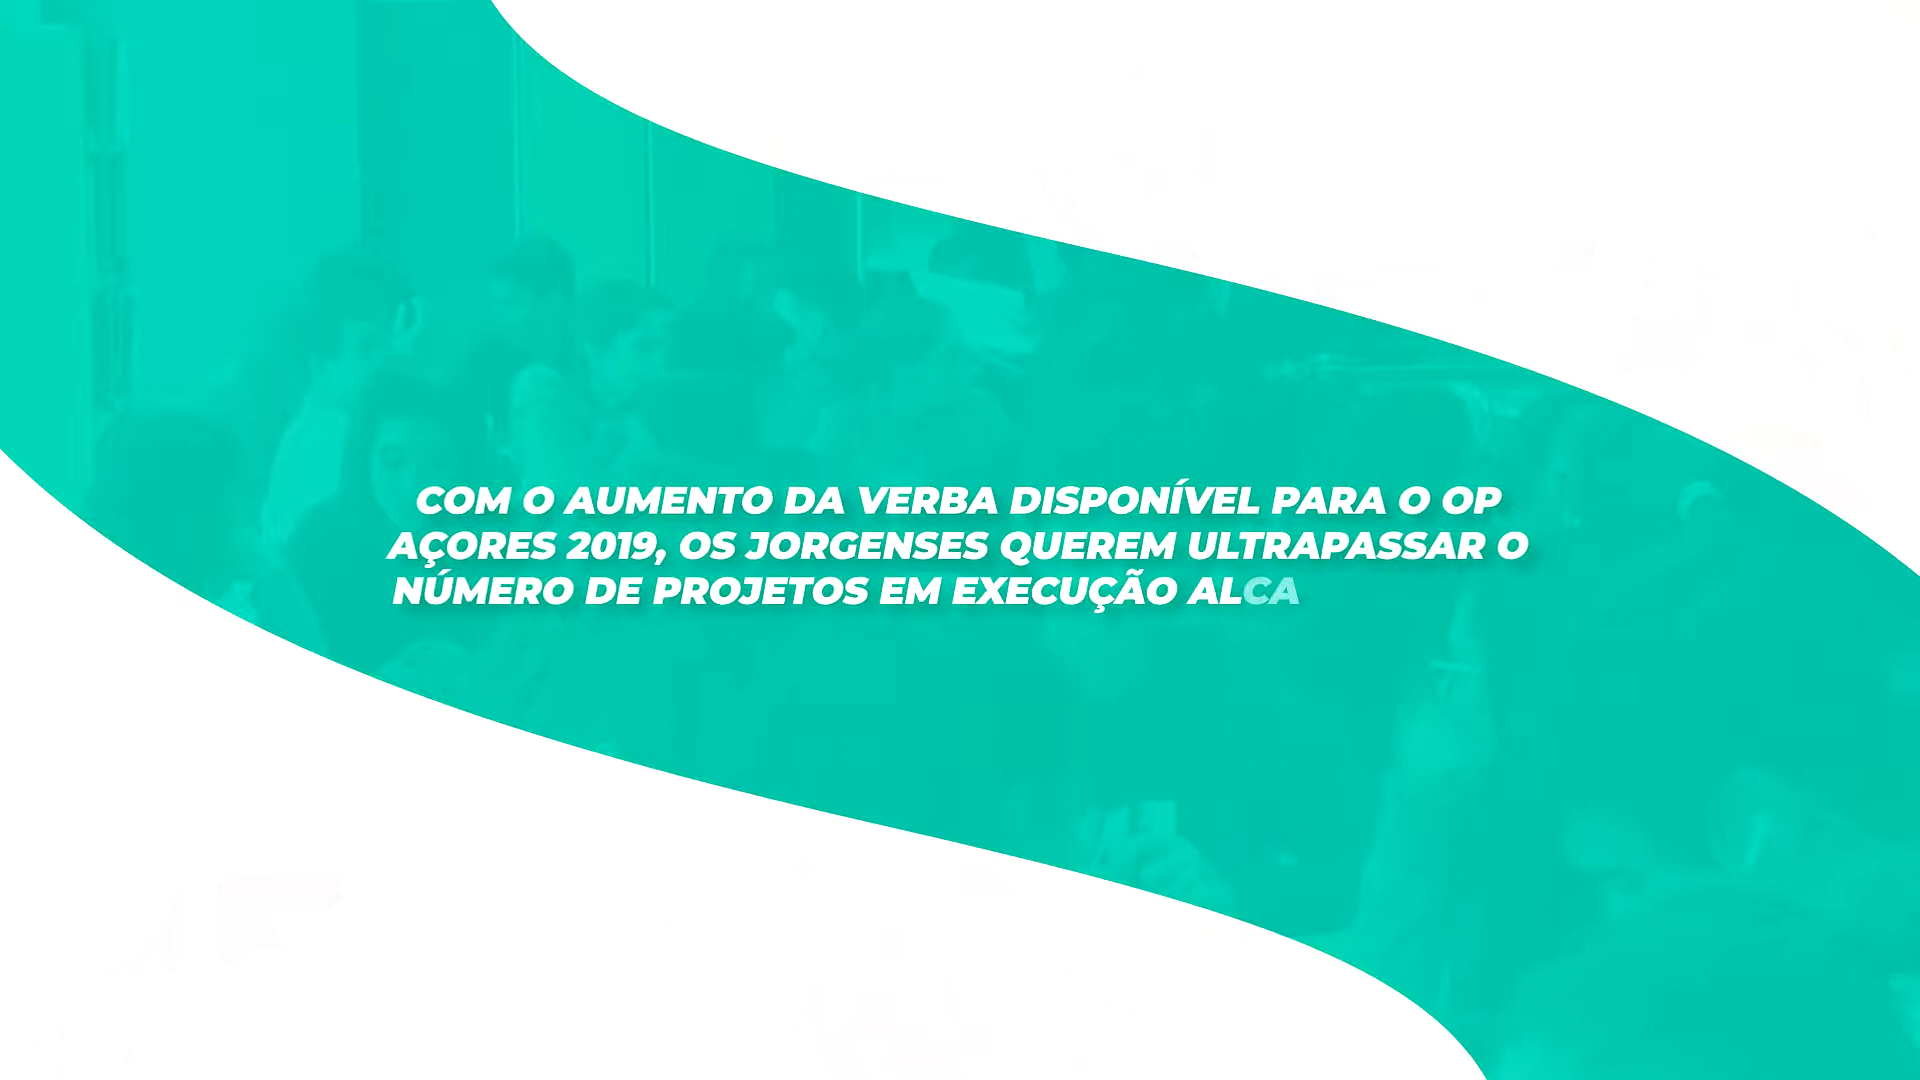 COM O AUMENTO DA VERBA DISPONÍVEL PARA O OP
AÇORES 2019, OS JORGENSES QUEREM ULTRAPASSAR O
NÚMERO DE PROJETOS EM EXECUÇÃO ALCA